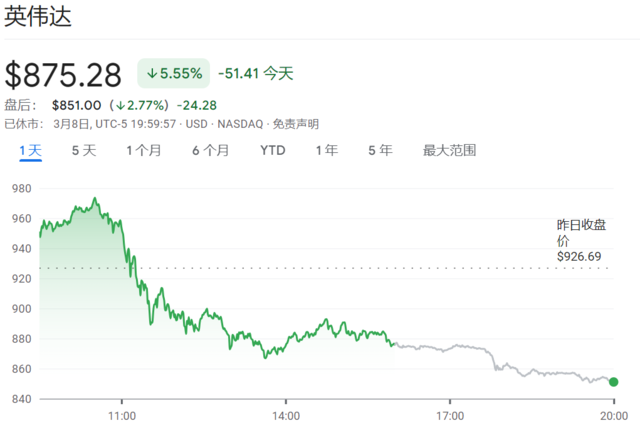 英伟达
$875.28 ↓5.55% -51.41 今天
盘后： $851.00 (↓2.77%) -24.28
已休市： 3月8日, UTC-5 19:59:57 · USD · NASDAQ · 免责声明
1 天 5 天 1 个月 6 个月 YTD 1 年 5 年 最大范围
980
960
昨日收盘
价
940
$926.69
920
900
880
860
840
11:00 14:00 17:00 20:00